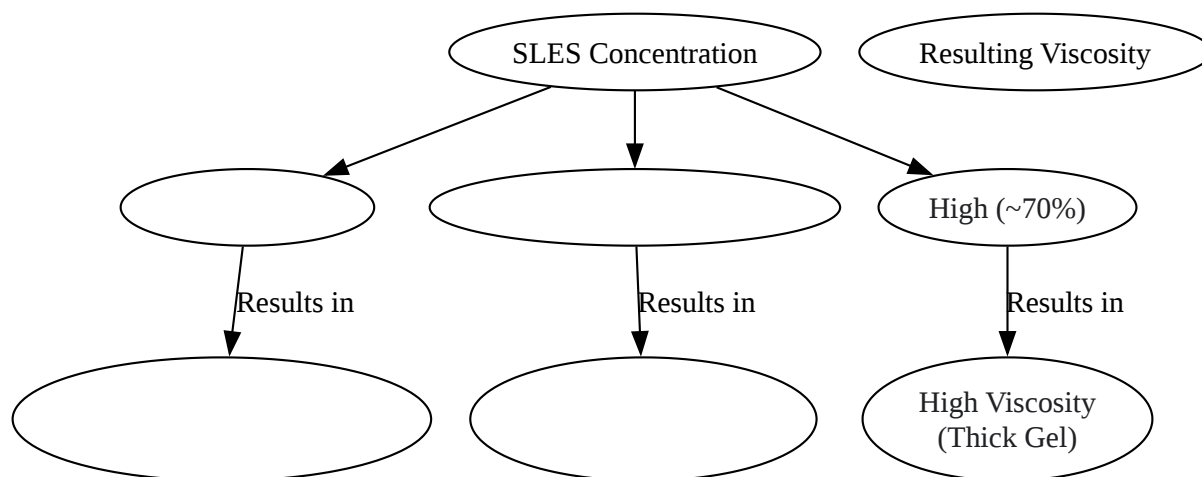 SLES Concentration
Resulting Viscosity
High (~70%)
Results in
Results in
Results in
High Viscosity
(Thick Gel)